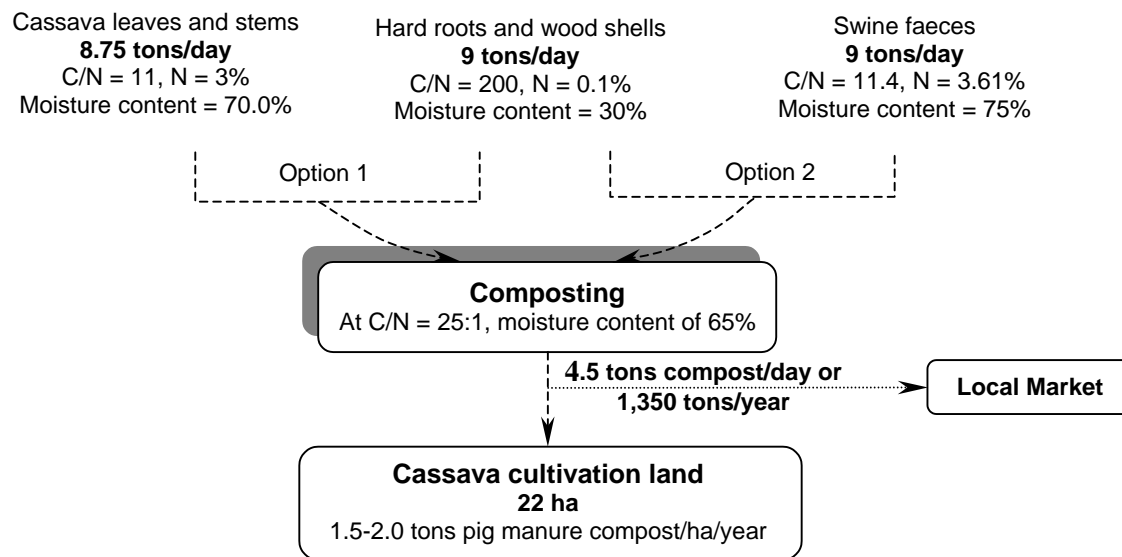 Cassava leaves and stems
8.75 tons/day
C/N = 11, N = 3%
Moisture content = 70.0%
Hard roots and wood shells
9 tons/day
C/N = 200, N = 0.1%
Moisture content = 30%
Swine faeces
9 tons/day
C/N = 11.4, N = 3.61%
Moisture content = 75%
Option 1
Option 2
Composting
At C/N = 25:1, moisture content of 65%
4.5 tons compost/day or
1,350 tons/year
Local Market
Cassava cultivation land
22 ha
1.5-2.0 tons pig manure compost/ha/year